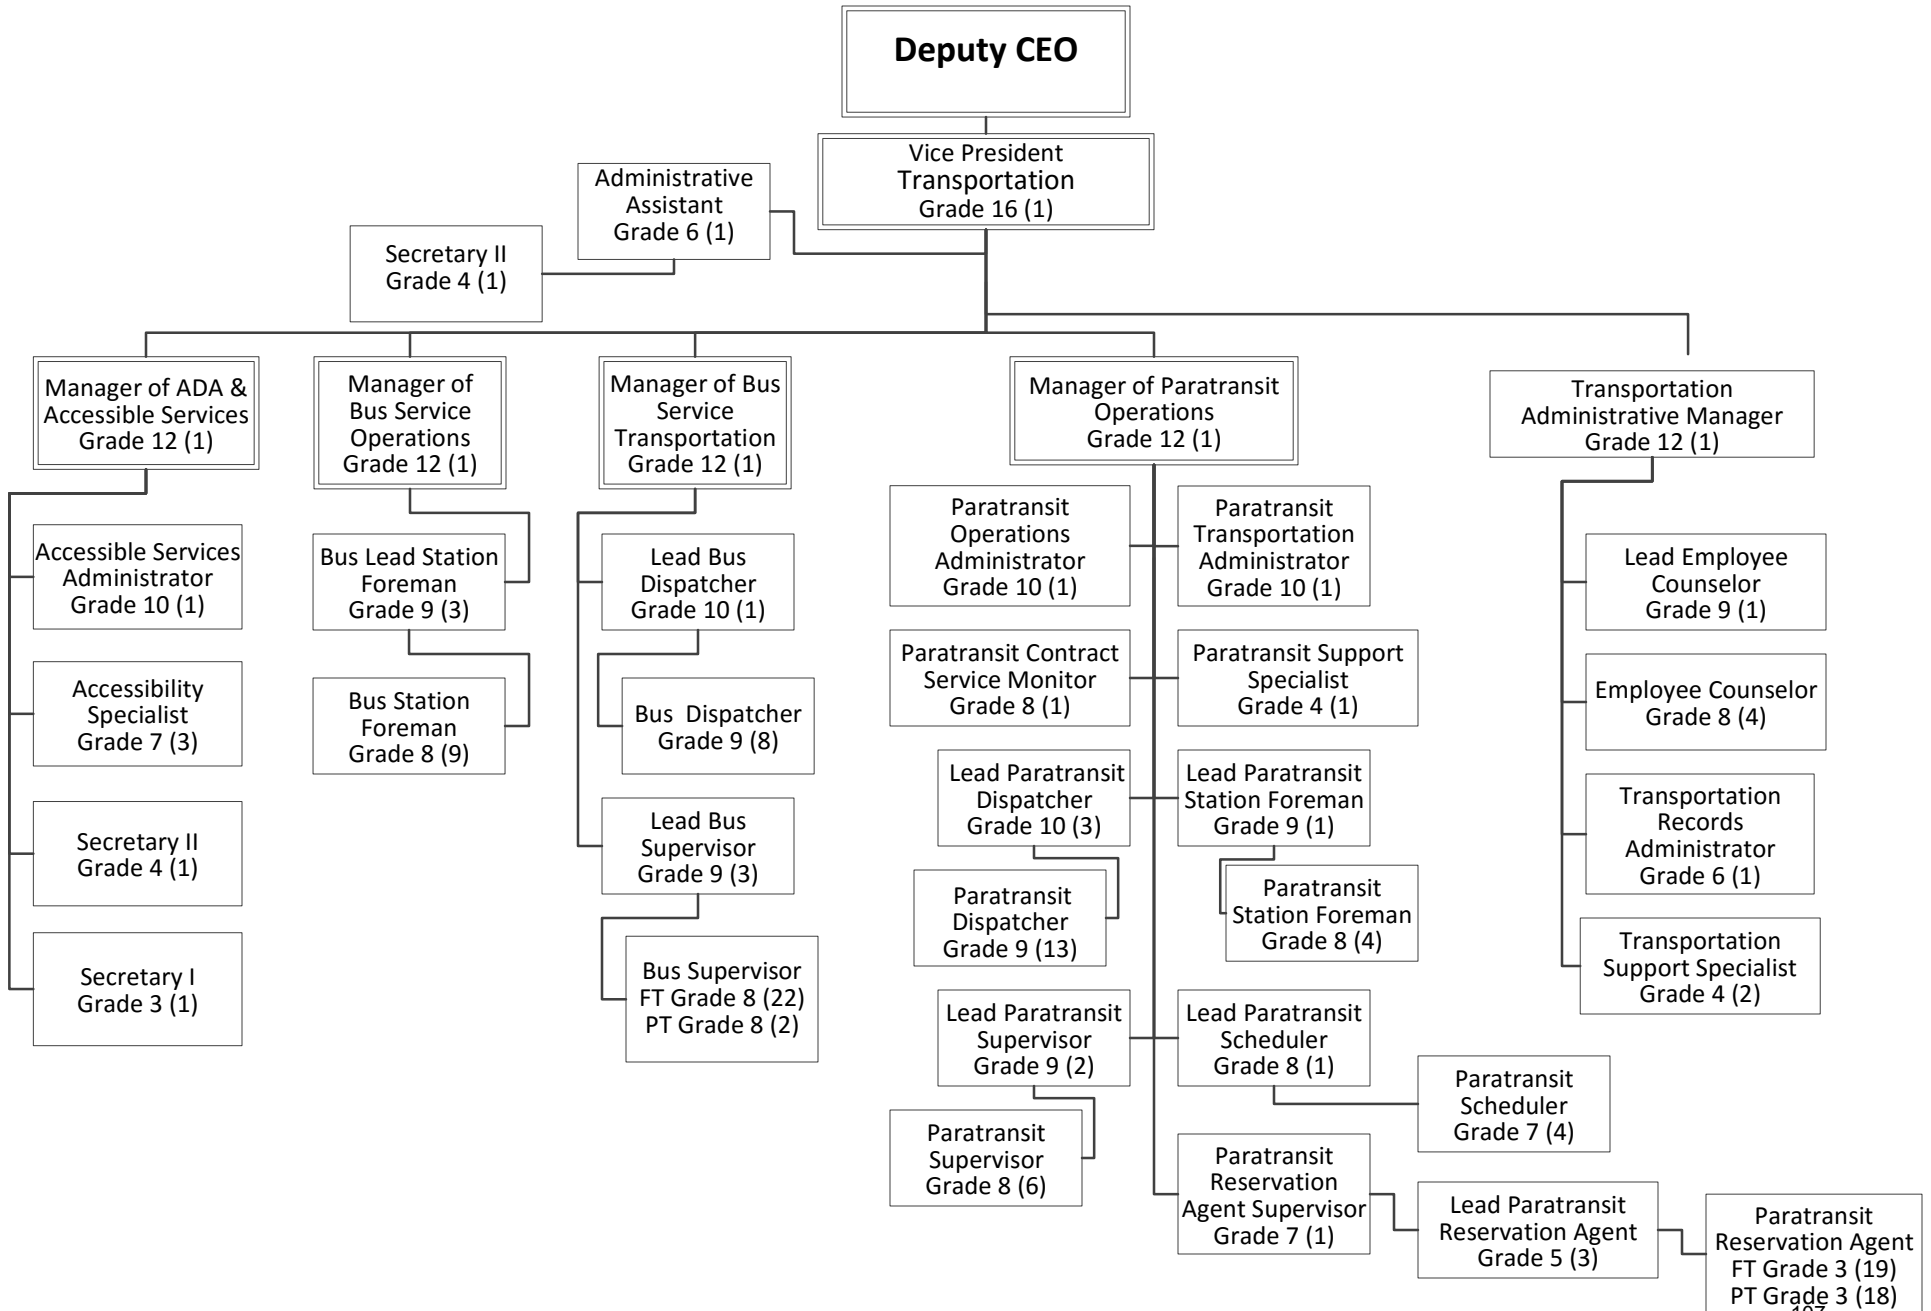 Deputy CEO
Vice President
Transportation
Grade 16 (1)
Administrative
Assistant
Grade 6 (1)
Secretary II
Grade 4 (1)
Manager of ADA &
Accessible Services
Grade 12 (1)
Accessible Services
Administrator
Grade 10 (1)
Accessibility
Specialist
Grade 7 (3)
Secretary II
Grade 4 (1)
Secretary I
Grade 3 (1)
Manager of
Bus Service
Operations
Grade 12 (1)
Bus Lead Station
Foreman
Grade 9 (3)
Bus Station
Foreman
Grade 8 (9)
Manager of Bus
Service
Transportation
Grade 12 (1)
Lead Bus
Dispatcher
Grade 10 (1)
Bus  Dispatcher
Grade 9 (8)
Lead Bus
Supervisor
Grade 9 (3)
Bus Supervisor
FT Grade 8 (22)
PT Grade 8 (2)
Manager of Paratransit
Operations
Grade 12 (1)
Paratransit
Operations
Administrator
Grade 10 (1)
Paratransit
Transportation
Administrator
Grade 10 (1)
Paratransit Contract
Service Monitor
Grade 8 (1)
Paratransit Support
Specialist
Grade 4 (1)
Lead Paratransit
Dispatcher
Grade 10 (3)
Lead Paratransit
Station Foreman
Grade 9 (1)
Paratransit
Dispatcher
Grade 9 (13)
Paratransit
Station Foreman
Grade 8 (4)
Lead Paratransit
Supervisor
Grade 9 (2)
Lead Paratransit
Scheduler
Grade 8 (1)
Paratransit
Supervisor
Grade 8 (6)
Paratransit
Scheduler
Grade 7 (4)
Paratransit
Reservation
Agent Supervisor
Grade 7 (1)
Lead Paratransit
Reservation Agent
Grade 5 (3)
Paratransit
Reservation Agent
FT Grade 3 (19)
PT Grade 3 (18)
Transportation
Administrative Manager
Grade 12 (1)
Lead Employee
Counselor
Grade 9 (1)
Employee Counselor
Grade 8 (4)
Transportation
Records
Administrator
Grade 6 (1)
Transportation
Support Specialist
Grade 4 (2)